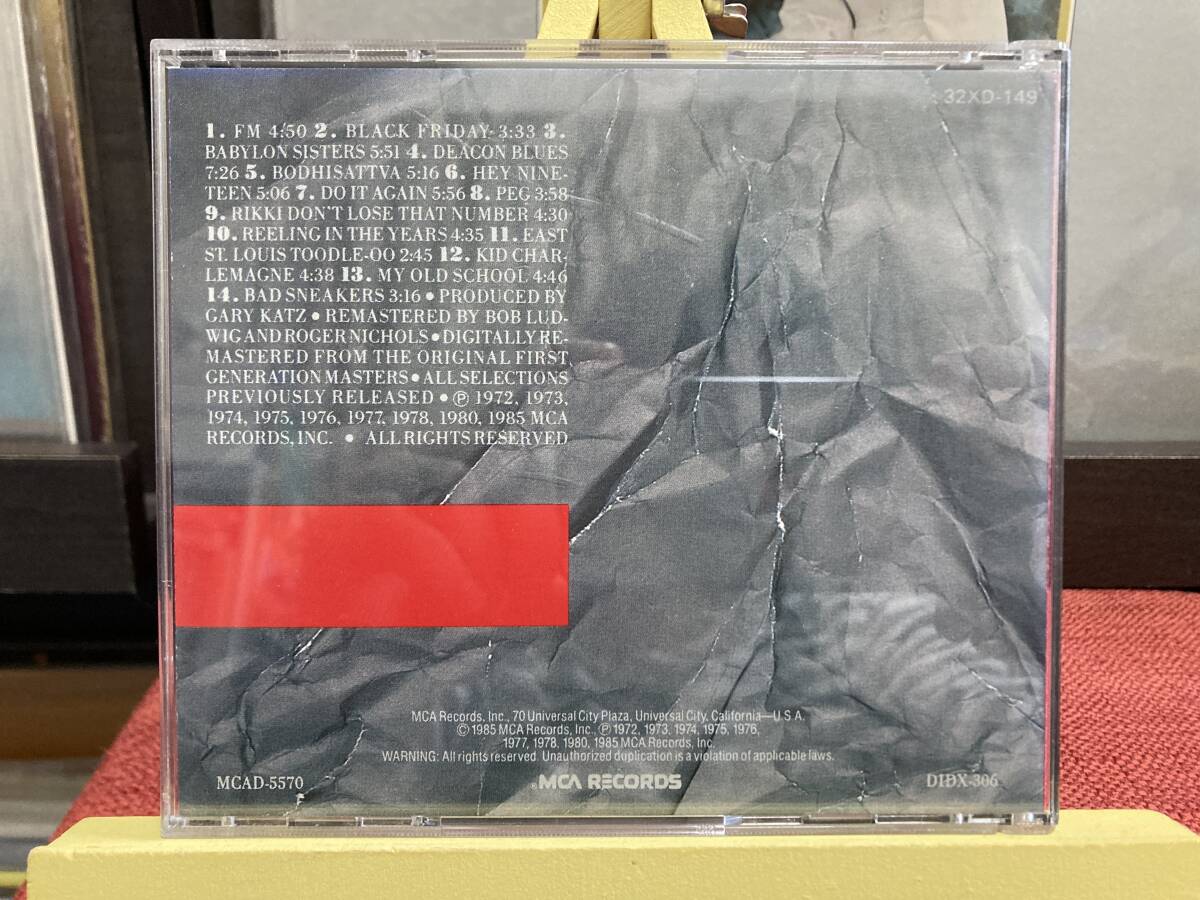 32XD-149
1. FM 4:50 2. BLACK FRIDAY 3:33 3.
BABYLON SISTERS 5:51 4. DEACON BLUES
7:26 5. BODHISATTVA 5:16 6. HEY NINE-
TEEN 5:06 7. DO IT AGAIN 5:56 8. PEG 3:58
9. RIKKI DON'T LOSE THAT NUMBER 4:30
10. REELING IN THE YEARS 4:35 11. EAST
ST. LOUIS TOODLE-OO 2:45 12. KID CHAR-
LEMAGNE 4:38 13. MY OLD SCHOOL 4:46
14. BAD SNEAKERS 3:16 • PRODUCED BY
GARY KATZ • REMASTERED BY BOB LUD-
WIG AND ROGER NICHOLS • DIGITALLY RE-
MASTERED FROM THE ORIGINAL FIRST
GENERATION MASTERS • ALL SELECTIONS
PREVIOUSLY RELEASED • ℗ 1972, 1973,
1974, 1975, 1976, 1977, 1978, 1980, 1985 MCA
RECORDS, INC. • ALL RIGHTS RESERVED
MCA Records, Inc., 70 Universal City Plaza, Universal City, California—U.S.A.
© 1985 MCA Records, Inc. ℗ 1972, 1973, 1974, 1975, 1976,
1977, 1978, 1980, 1985 MCA Records, Inc.
WARNING: All rights reserved. Unauthorized duplication is a violation of applicable laws.
MCAD-5570 MCA RECORDS DIDX-306